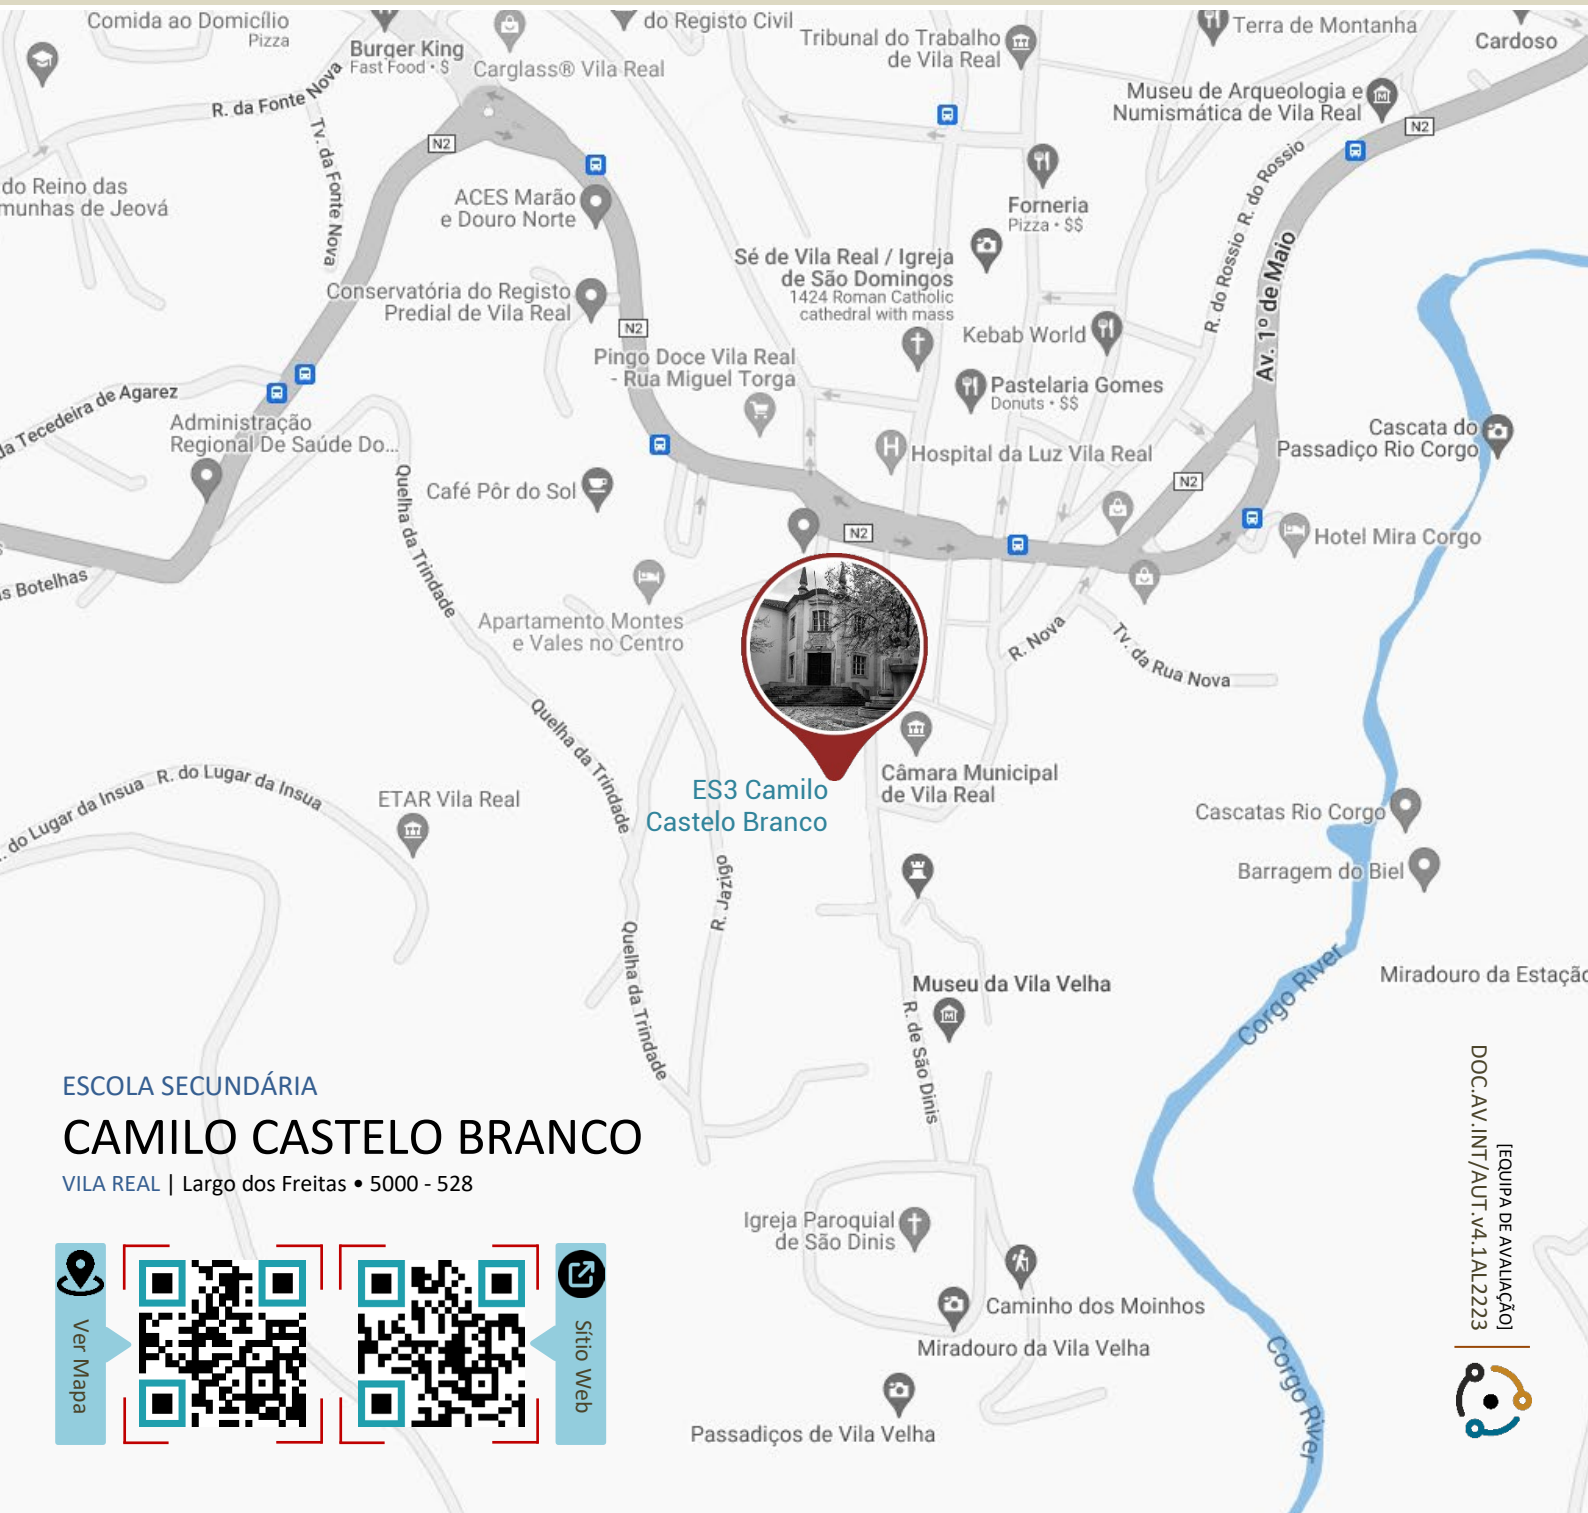 Comida ao Domicílio
Pizza
Burger King
Fast Food · $
Carglass® Vila Real
do Registo Civil
Tribunal do Trabalho
de Vila Real
Terra de Montanha
Cardoso
Museu de Arqueologia e
Numismática de Vila Real
N2
R. da Fonte Nova
Tv. da Fonte Nova
N2
do Reino das
munhas de Jeová
ACES Marão
e Douro Norte
Forneria
Pizza · $$
R. do Rossio
R. do Rossio
Av. 1º de Maio
Sé de Vila Real / Igreja
de São Domingos
1424 Roman Catholic
cathedral with mass
Conservatória do Registo
Predial de Vila Real
N2
Kebab World
Pingo Doce Vila Real
- Rua Miguel Torga
Pastelaria Gomes
Donuts · $$
da Tecedeira de Agarez
Administração
Regional De Saúde Do...
Cascata do
Passadiço Rio Corgo
Hospital da Luz Vila Real
Café Pôr do Sol
N2
N2
Hotel Mira Corgo
Quelha da Trindade
s Botelhas
Apartamento Montes
e Vales no Centro
R. Nova
Tv. da Rua Nova
Quelha da Trindade
R. do Lugar da Insua
. do Lugar da Insua
ETAR Vila Real
ES3 Camilo
Castelo Branco
Câmara Municipal
de Vila Real
Cascatas Rio Corgo
Barragem do Biel
R. Jazigo
Quelha da Trindade
Museu da Vila Velha
R. de São Dinis
Corgo River
Miradouro da Estação
ESCOLA SECUNDÁRIA
CAMILO CASTELO BRANCO
VILA REAL | Largo dos Freitas • 5000 - 528
[EQUIPA DE AVALIAÇÃO]
DOC.AV.INT/AUT.v4.1AL2223
Igreja Paroquial
de São Dinis
Caminho dos Moinhos
Miradouro da Vila Velha
Corgo River
Passadiços de Vila Velha
Ver Mapa
Sítio Web